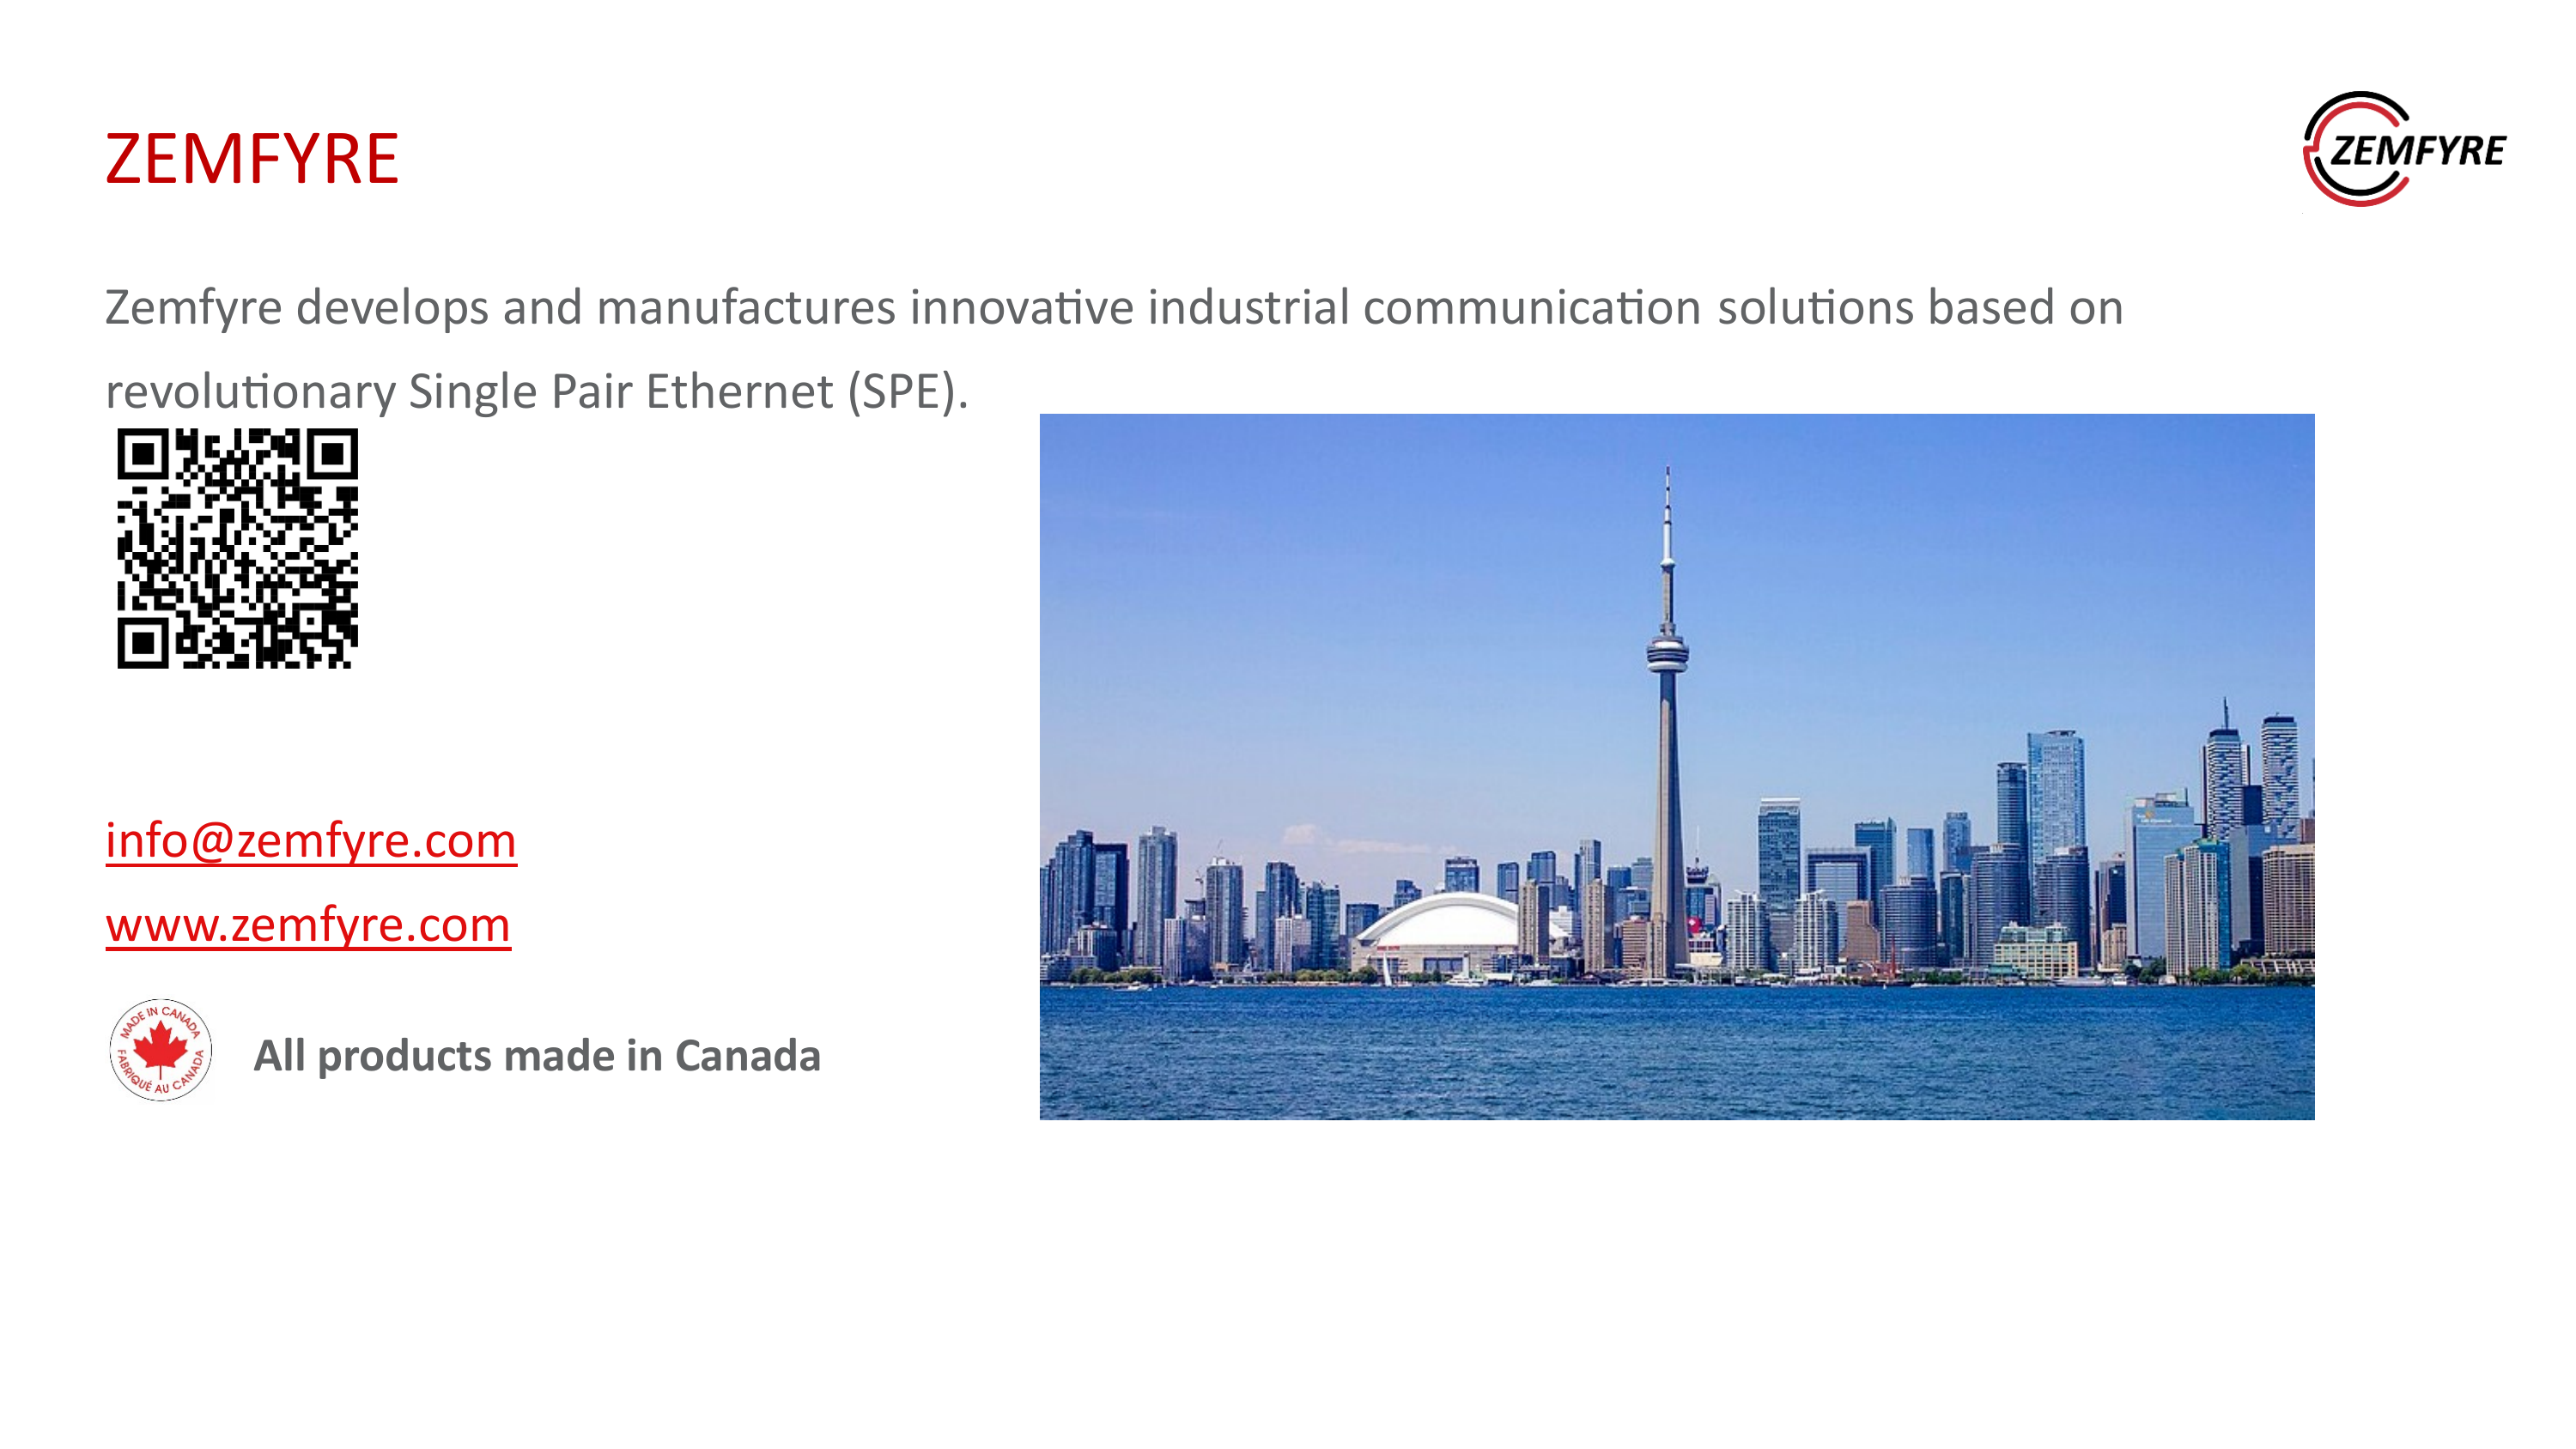 ZEMFYRE
ZEMFYRE
Zemfyre develops and manufactures innovative industrial communication solutions based on
revolutionary Single Pair Ethernet (SPE).
info@zemfyre.com
www.zemfyre.com
MADE IN CANADA
FABRIQUÉ AU CANADA
All products made in Canada